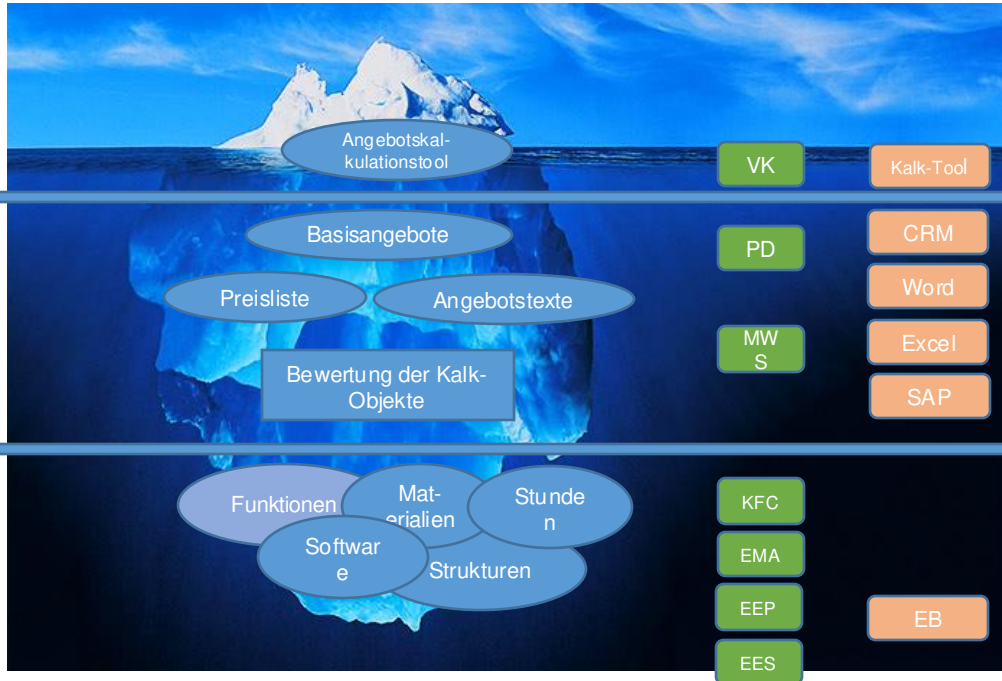 Angebotskal-
kulationstool
VK
Kalk-Tool
Basisangebote
PD
CRM
Preisliste
Angebotstexte
Word
MW
S
Excel
Bewertung der Kalk-
Objekte
SAP
Funktionen
Mat-
erialien
Stunde
n
KFC
Softwar
e
Strukturen
EMA
EEP
EB
EES